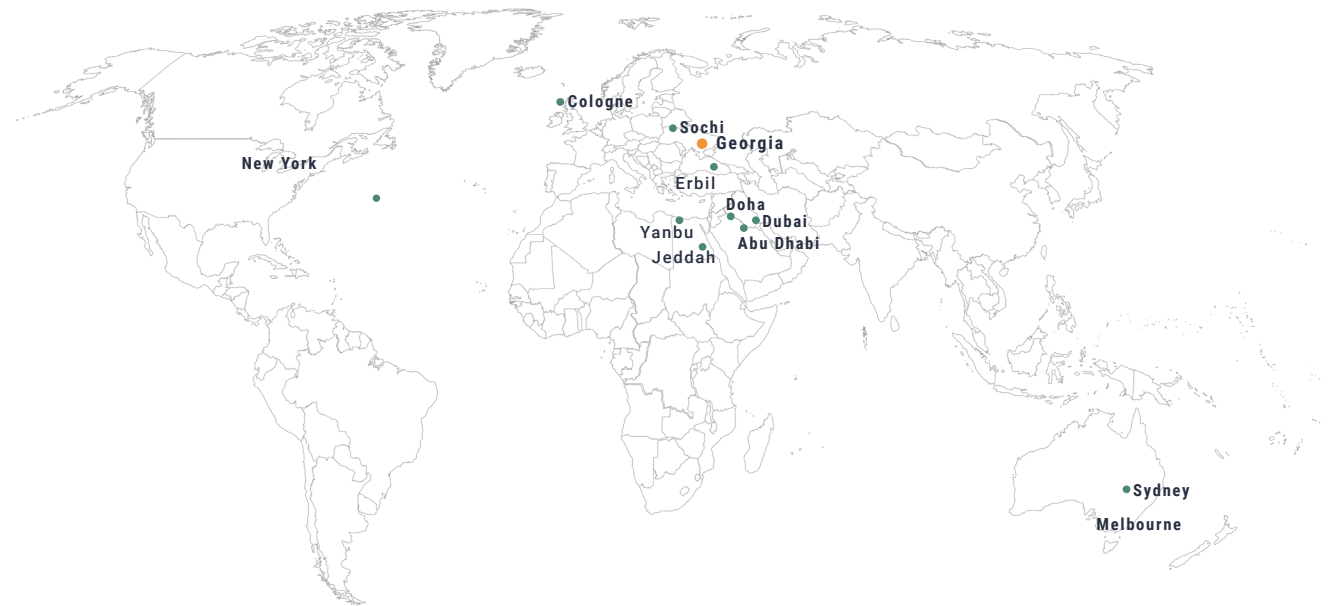 Cologne
Sochi
Georgia
New York
Erbil
Doha
Dubai
Yanbu
Abu Dhabi
Jeddah
Sydney
Melbourne